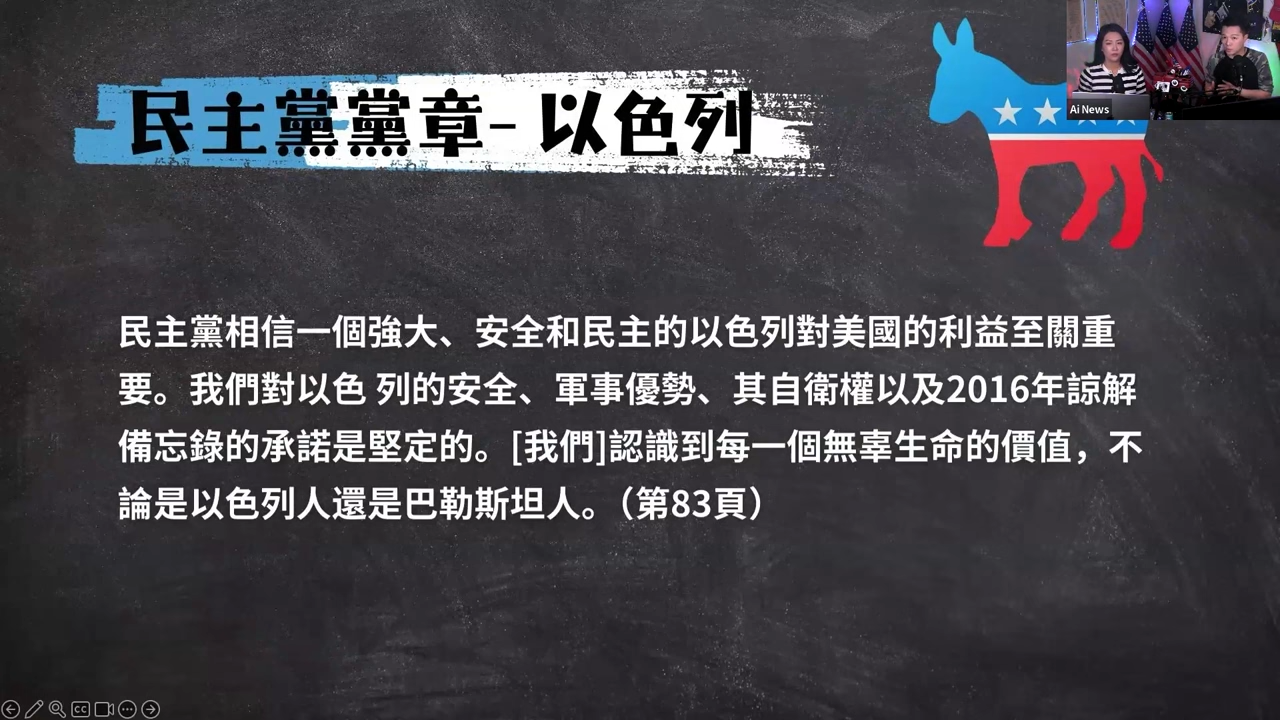 民主黨黨章- 以色列
Ai News
民主黨相信一個強大、安全和民主的以色列對美國的利益至關重
要。我們對以色 列的安全、軍事優勢、其自衛權以及2016年諒解
備忘錄的承諾是堅定的。[我們]認識到每一個無辜生命的價值，不
論是以色列人還是巴勒斯坦人。（第83頁）
CC